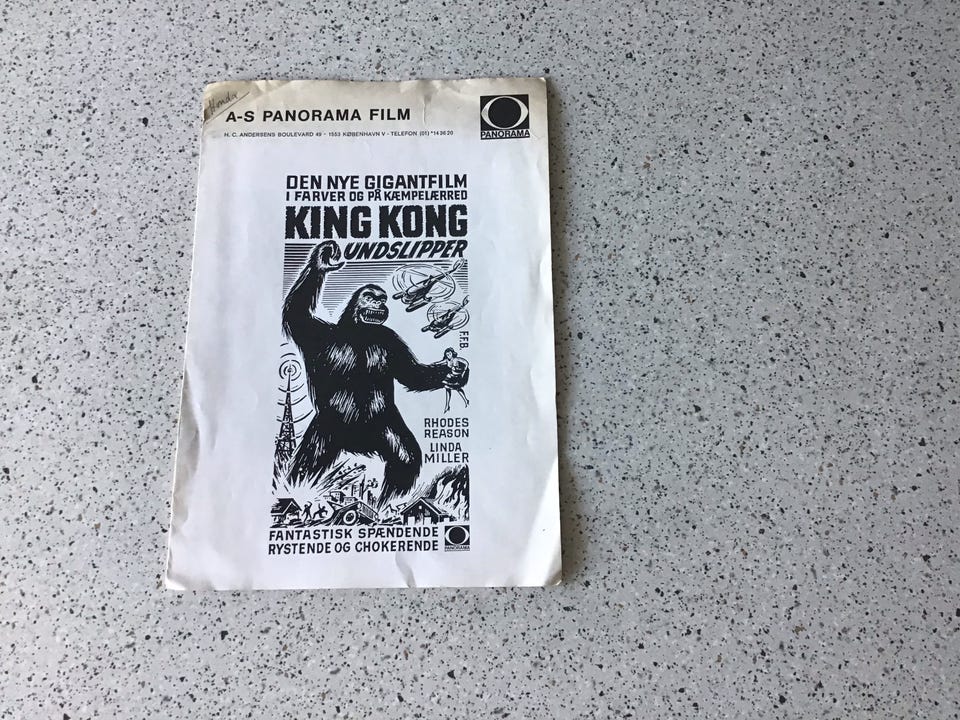 A-S PANORAMA FILM
H. C. ANDERSENS BOULEVARD 49 - 1553 KØBENHAVN V - TELEFON (01) *14 36 20
PANORAMA
DEN NYE GIGANTFILM
I FARVER OG PÅ KÆMPELÆRRED
KING KONG
UNDSLIPPER
F.F.B.
RHODES
REASON
LINDA
MILLER
FANTASTISK SPÆNDENDE
RYSTENDE OG CHOKERENDE
PANORAMA